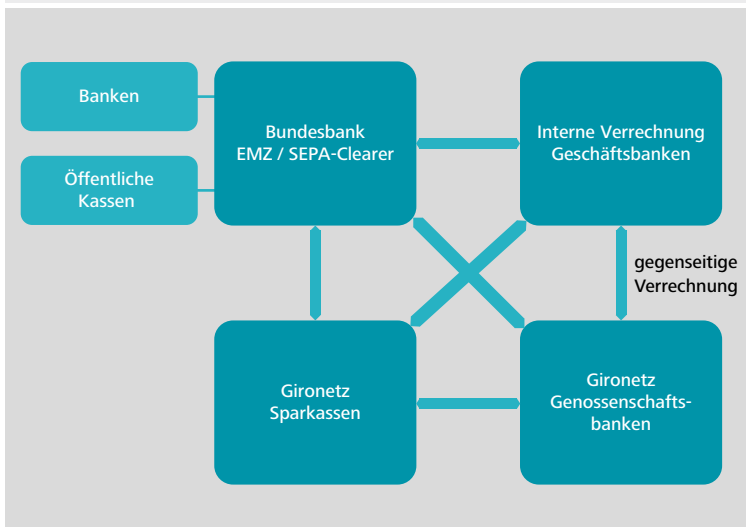 Banken
Öffentliche
Kassen
Bundesbank
EMZ / SEPA-Clearer
Interne Verrechnung
Geschäftsbanken
gegenseitige
Verrechnung
Gironetz
Sparkassen
Gironetz
Genossenschafts-
banken